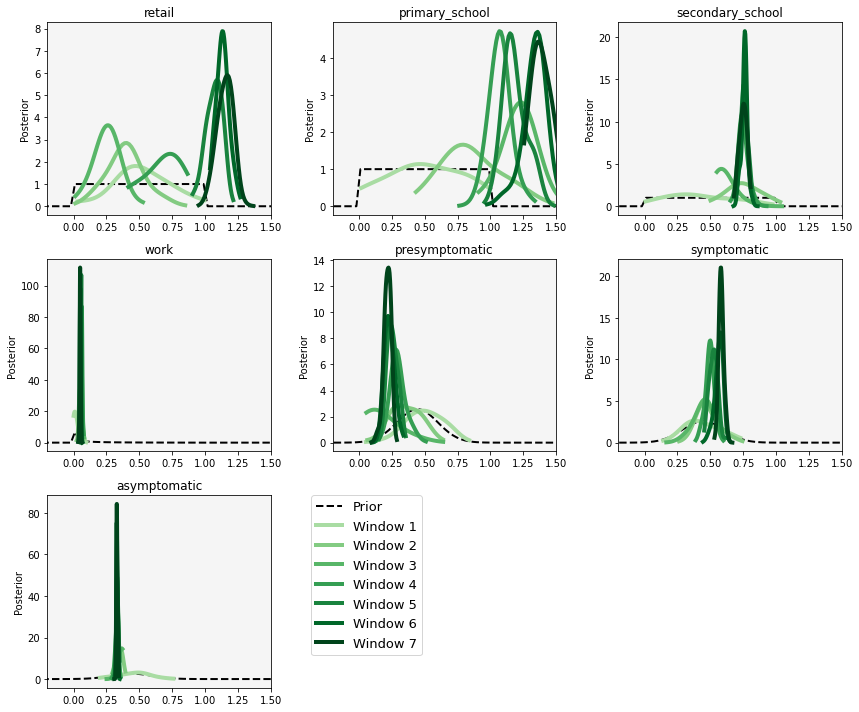 retail
8
7
6
5
4
3
2
1
0
Posterior
0.00 0.25 0.50 0.75 1.00 1.25 1.50
primary_school
4
3
2
1
0
Posterior
0.00 0.25 0.50 0.75 1.00 1.25 1.50
secondary_school
20
15
10
5
0
Posterior
0.00 0.25 0.50 0.75 1.00 1.25 1.50
work
100
80
60
40
20
0
Posterior
0.00 0.25 0.50 0.75 1.00 1.25 1.50
presymptomatic
14
12
10
8
6
4
2
0
Posterior
0.00 0.25 0.50 0.75 1.00 1.25 1.50
symptomatic
20
15
10
5
0
Posterior
0.00 0.25 0.50 0.75 1.00 1.25 1.50
asymptomatic
80
60
40
20
0
Posterior
0.00 0.25 0.50 0.75 1.00 1.25 1.50
Prior
Window 1
Window 2
Window 3
Window 4
Window 5
Window 6
Window 7